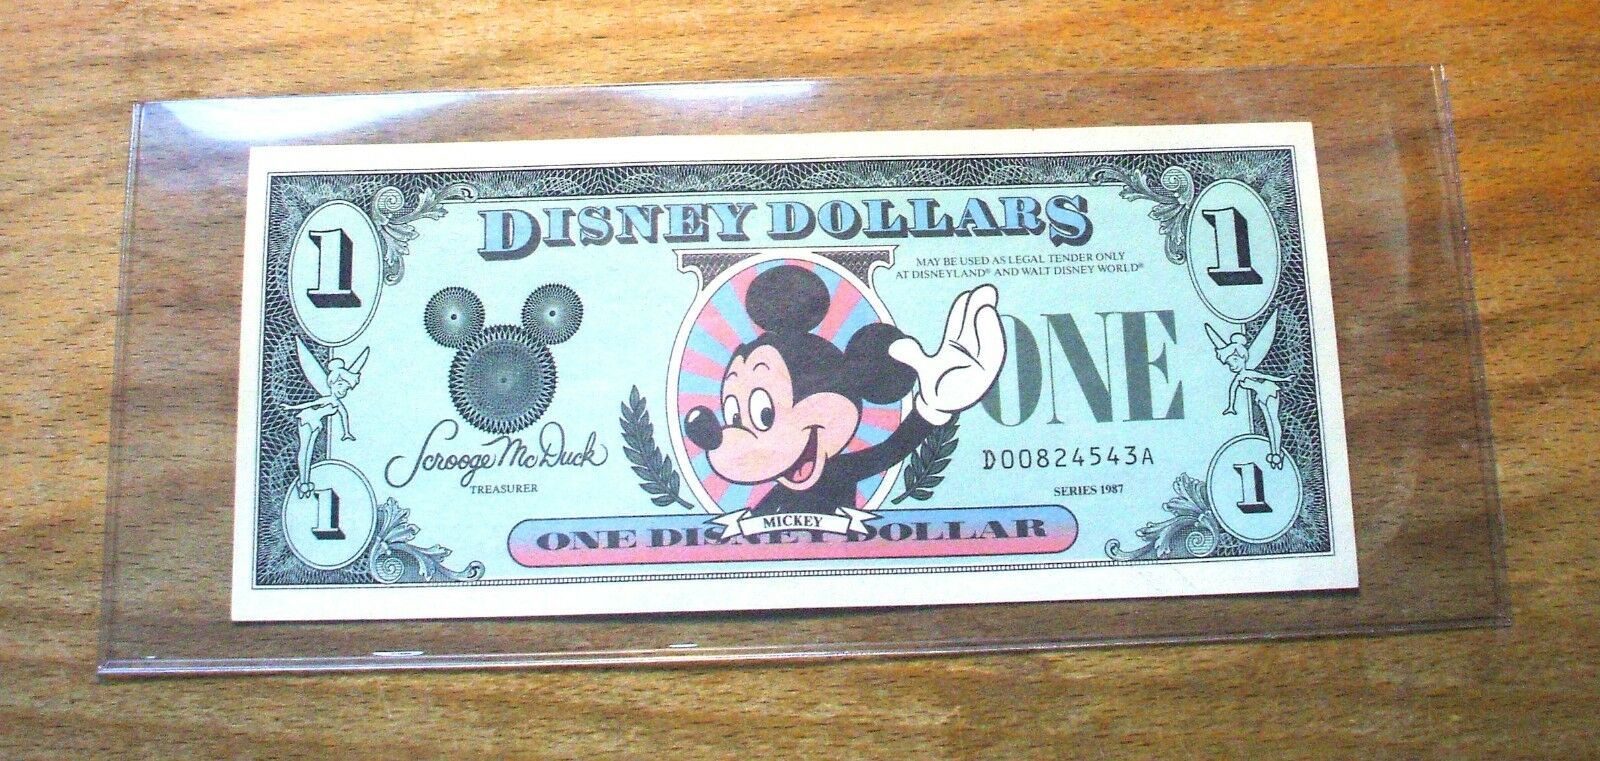 DISNEY DOLLARS
1
1
MAY BE USED AS LEGAL TENDER ONLY
AT DISNEYLAND® AND WALT DISNEY WORLD®
ONE
Scrooge McDuck
TREASURER
D00824543A
SERIES 1987
1
1
MICKEY
ONE DISNEY DOLLAR